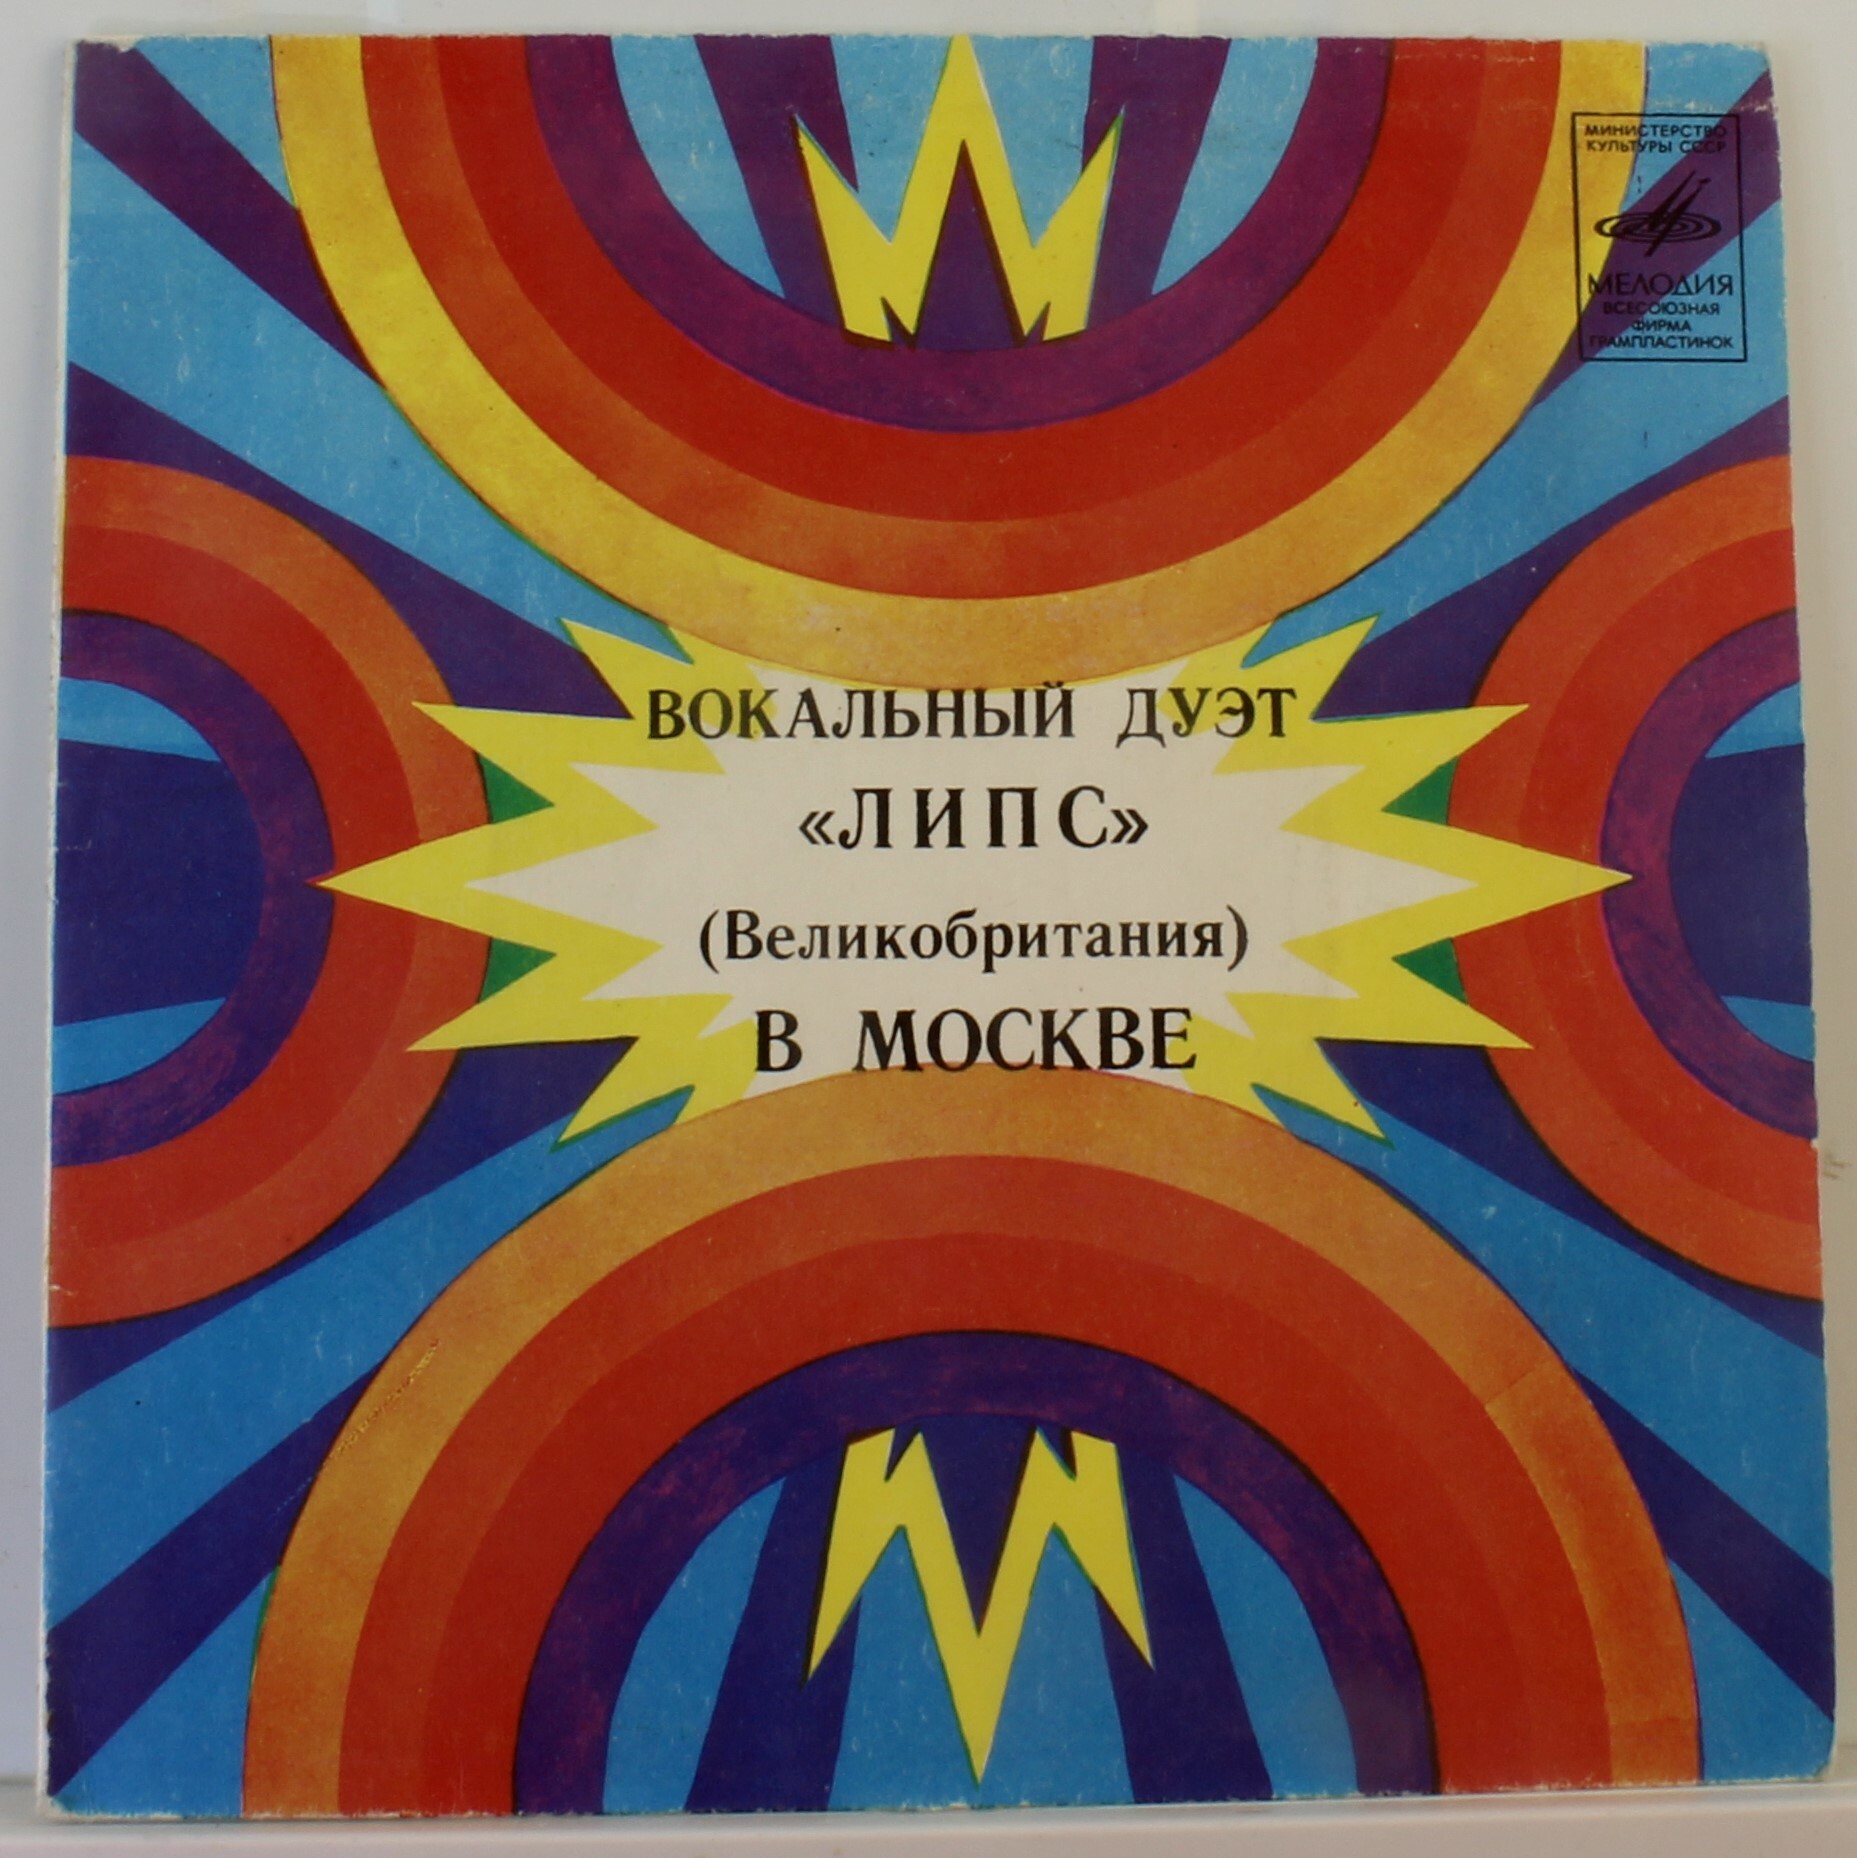 МИНИСТЕРСТВО
КУЛЬТУРЫ СССР
МЕЛОДИЯ
ВСЕСОЮЗНАЯ
ФИРМА
ГРАМПЛАСТИНОК
ВОКАЛЬНЫЙ ДУЭТ
«ЛИПС»
(Великобритания)
В МОСКВЕ